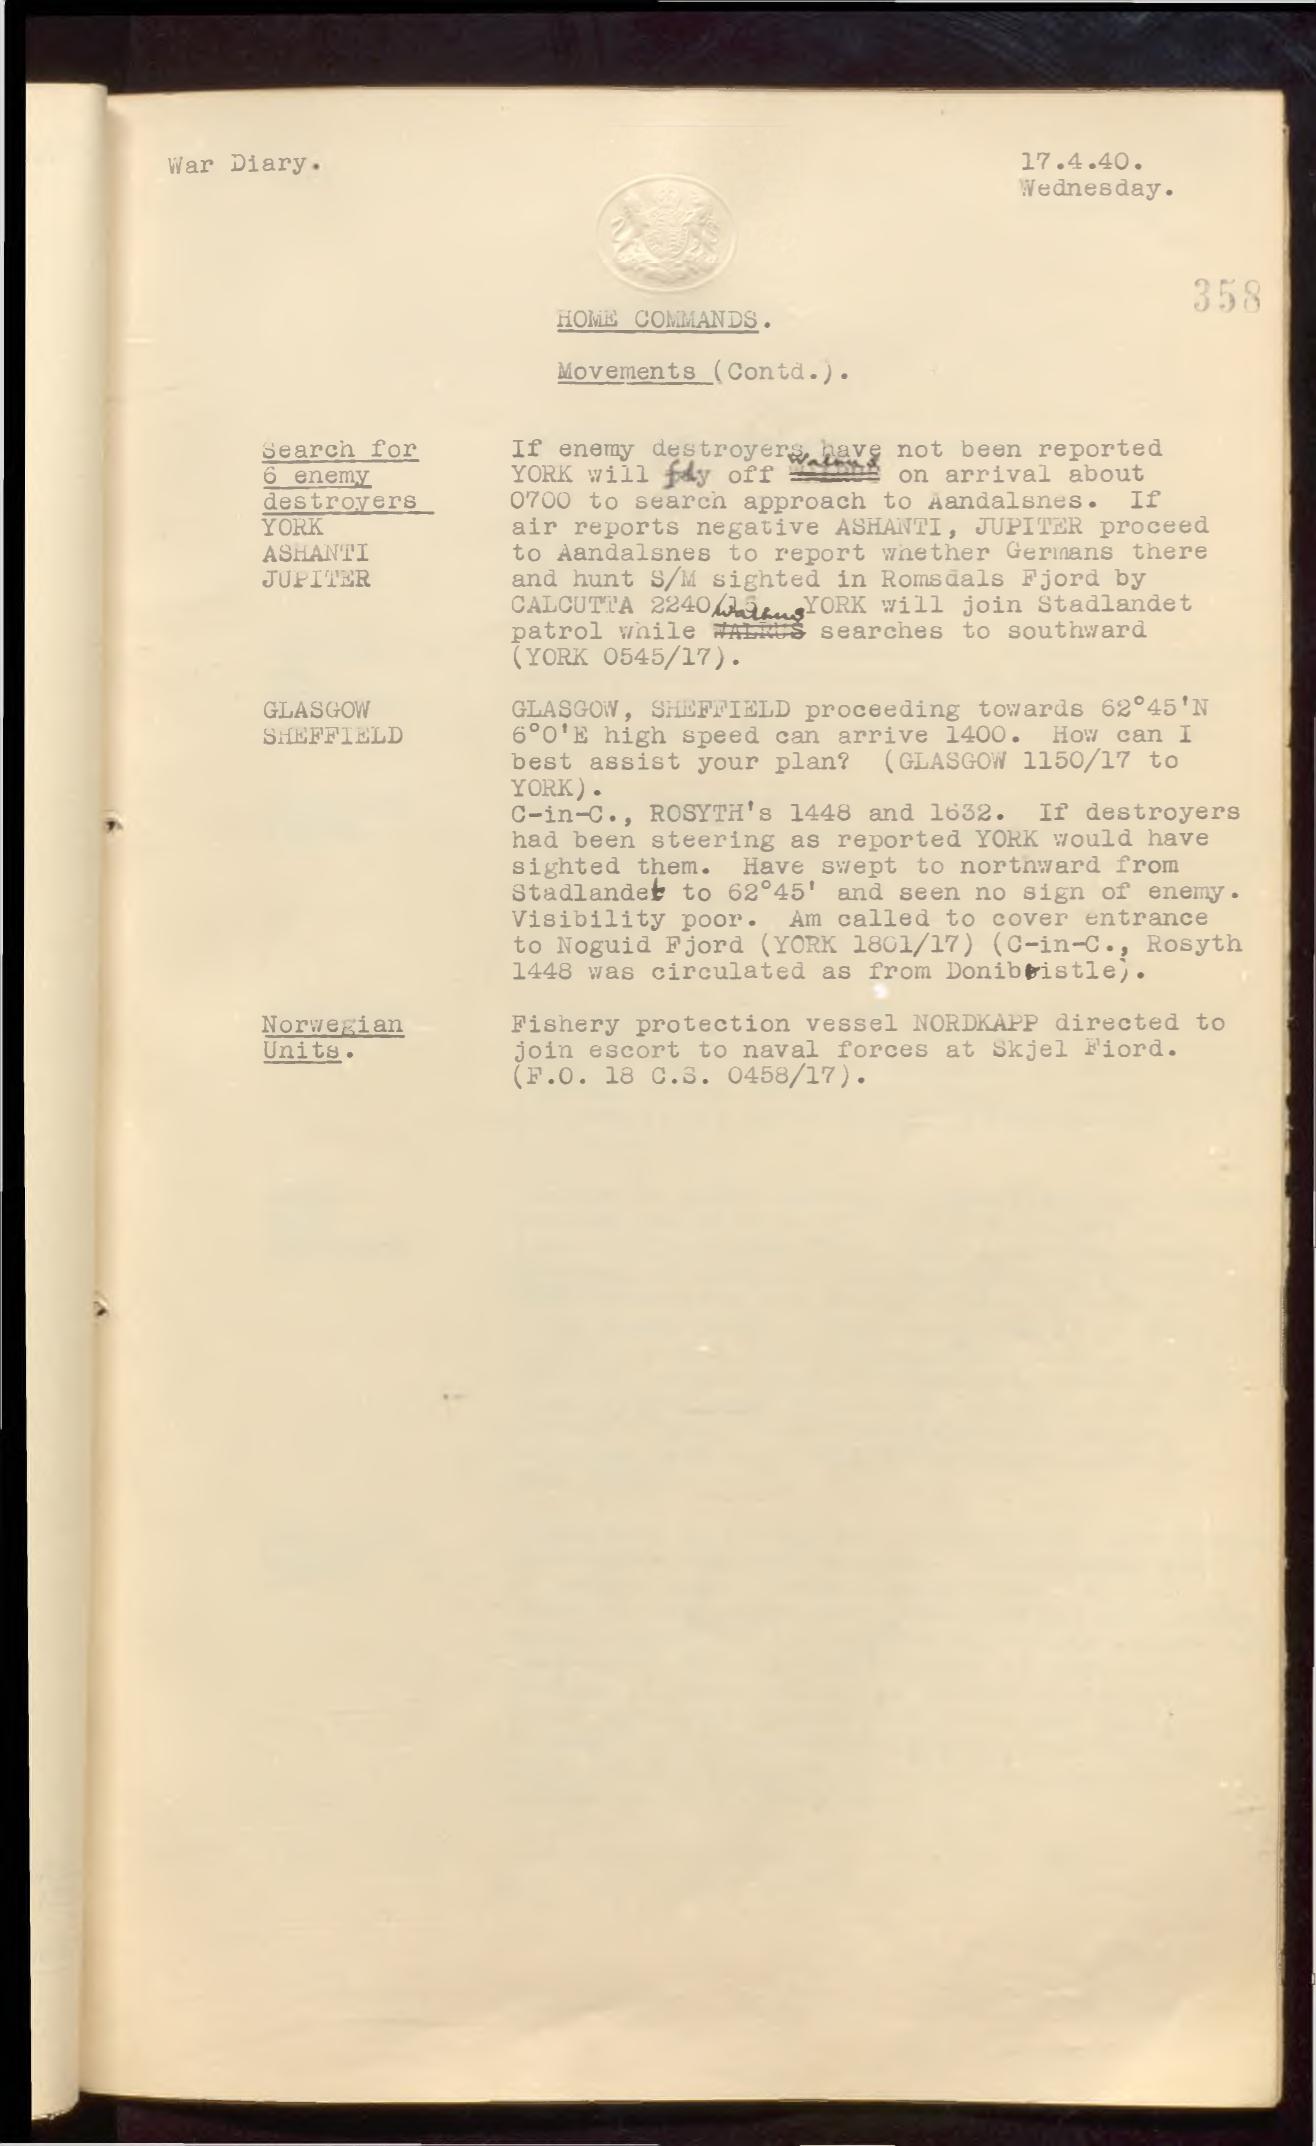 War Diary.
17.4.40.
Wednesday.
358
HOME COMMANDS.
Movements (Contd.).
Search for
6 enemy
destroyers
YORK
ASHANTI
JUPITER
If enemy destroyers have not been reported
YORK will fly off Walrus on arrival about
0700 to search approach to Aandalsnes. If
air reports negative ASHANTI, JUPITER proceed
to Aandalsnes to report whether Germans there
and hunt S/M sighted in Romsdals Fjord by
CALCUTTA 2240/15 YORK will join Stadlandet
patrol while WALRUS Walrus searches to southward
(YORK 0545/17).
GLASGOW
SHEFFIELD
GLASGOW, SHEFFIELD proceeding towards 62°45'N
6°0'E high speed can arrive 1400. How can I
best assist your plan? (GLASGOW 1150/17 to
YORK).
C-in-C., ROSYTH's 1448 and 1632. If destroyers
had been steering as reported YORK would have
sighted them. Have swept to northward from
Stadlandet to 62°45' and seen no sign of enemy.
Visibility poor. Am called to cover entrance
to Noguid Fjord (YORK 1801/17) (C-in-C., Rosyth
1448 was circulated as from Donibristle).
Norwegian
Units.
Fishery protection vessel NORDKAPP directed to
join escort to naval forces at Skjel Fiord.
(F.O. 18 C.S. 0458/17).